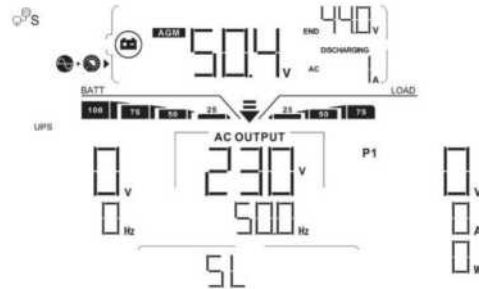 S
AGM 50.4 V END 44.0 V
DISCHARGING
AC 1 A
BATT LOAD
100 75 50 25 25 50 75
UPS
AC OUTPUT
0 V 230 V P1 0 V
0 Hz 50.0 Hz 0 A
0 W
SL